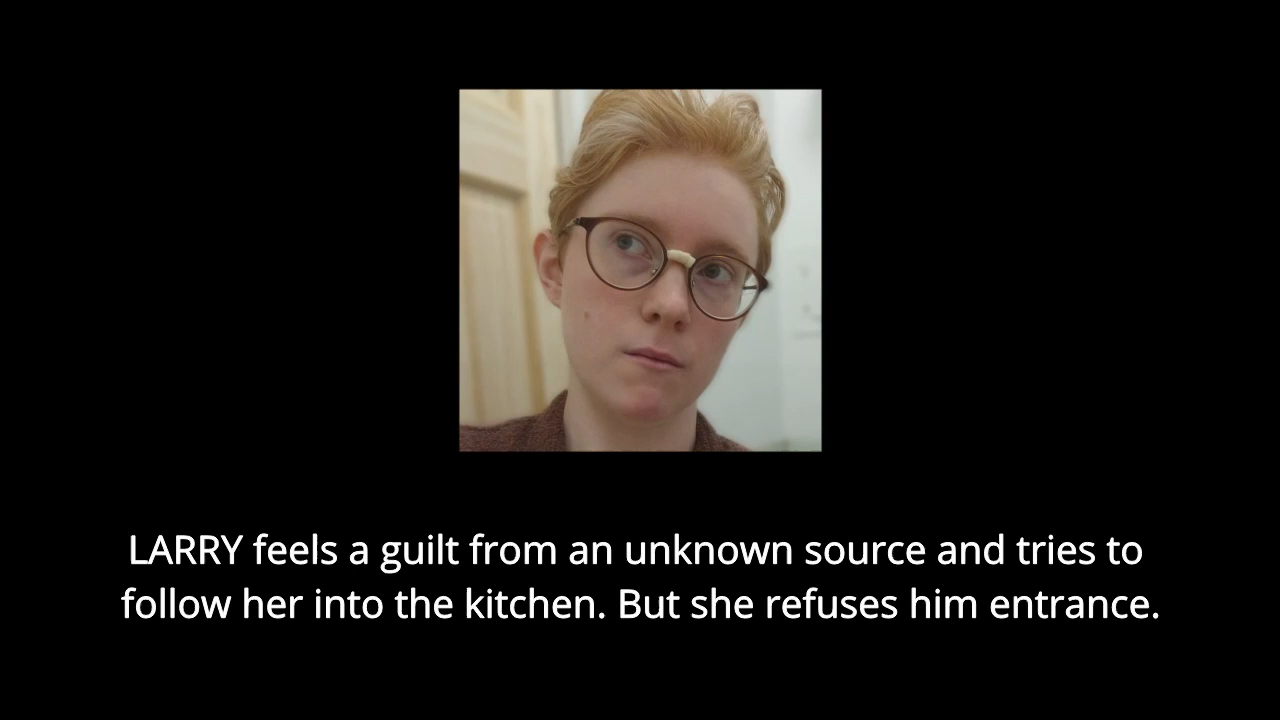 LARRY feels a guilt from an unknown source and tries to
follow her into the kitchen. But she refuses him entrance.